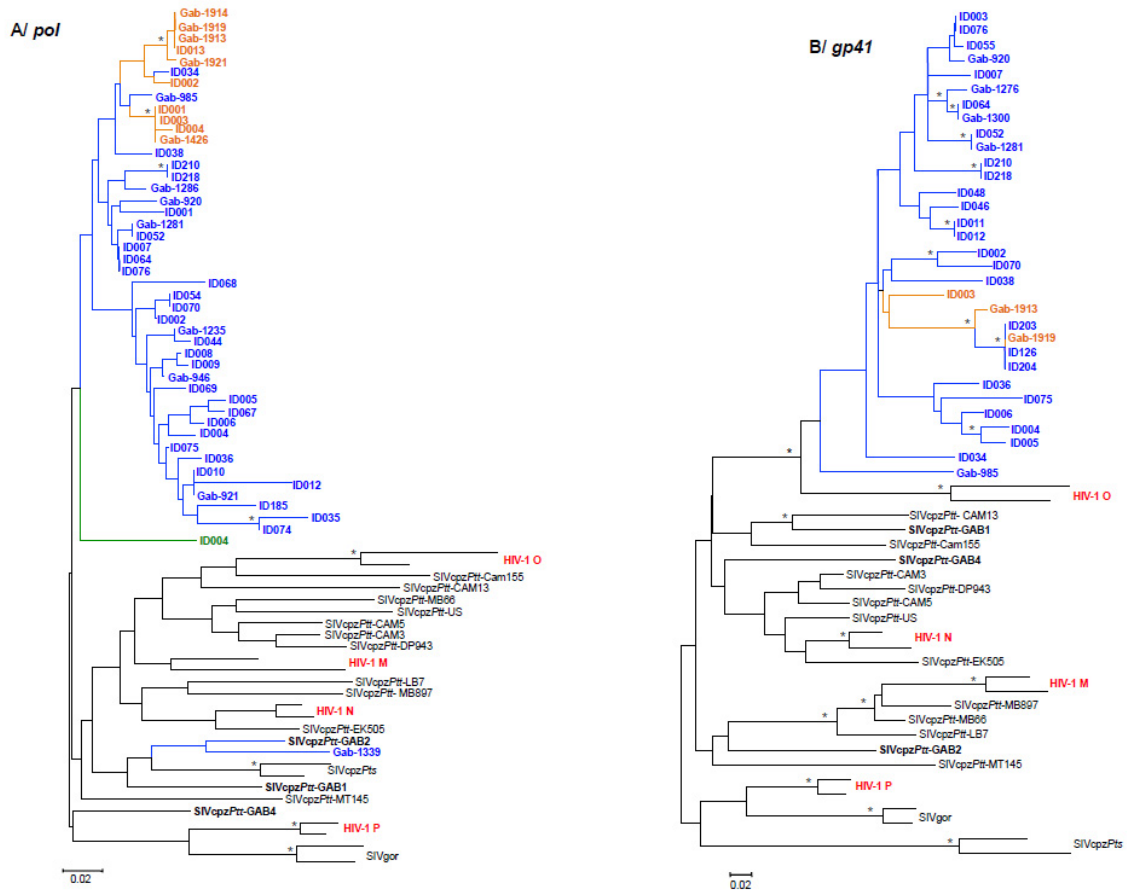 A/ pol
Gab-1914
Gab-1919
Gab-1913
ID013
Gab-1921
ID034
ID002
Gab-985
ID001
ID003
ID004
Gab-1426
ID038
ID210
ID218
Gab-1286
Gab-920
ID001
Gab-1281
ID052
ID007
ID064
ID076
ID068
ID054
ID070
ID002
Gab-1235
ID044
ID008
ID009
Gab-946
ID069
ID005
ID067
ID006
ID004
ID075
ID036
ID010
ID012
Gab-921
ID185
ID035
ID074
ID004
HIV-1 O
SIVcpzPtt-Cam155
SIVcpzPtt-CAM13
SIVcpzPtt-MB66
SIVcpzPtt-US
SIVcpzPtt-CAM5
SIVcpzPtt-CAM3
SIVcpzPtt-DP943
HIV-1 M
SIVcpzPtt-LB7
SIVcpzPtt- MB897
HIV-1 N
SIVcpzPtt-EK505
SIVcpzPtt-GAB2
Gab-1339
SIVcpzPts
SIVcpzPtt-GAB1
SIVcpzPtt-MT145
SIVcpzPtt-GAB4
HIV-1 P
SIVgor
0.02
B/ gp41
ID003
ID076
ID055
Gab-920
ID007
Gab-1276
ID064
Gab-1300
ID052
Gab-1281
ID210
ID218
ID048
ID046
ID011
ID012
ID002
ID070
ID038
ID003
Gab-1913
ID203
Gab-1919
ID126
ID204
ID036
ID075
ID006
ID004
ID005
ID034
Gab-985
HIV-1 O
SIVcpzPtt- CAM13
SIVcpzPtt-GAB1
SIVcpzPtt-Cam155
SIVcpzPtt-GAB4
SIVcpzPtt-CAM3
SIVcpzPtt-DP943
SIVcpzPtt-CAM5
SIVcpzPtt-US
HIV-1 N
SIVcpzPtt-EK505
HIV-1 M
SIVcpzPtt-MB897
SIVcpzPtt-MB66
SIVcpzPtt-LB7
SIVcpzPtt-GAB2
SIVcpzPtt-MT145
HIV-1 P
SIVgor
SIVcpzPts
0.02